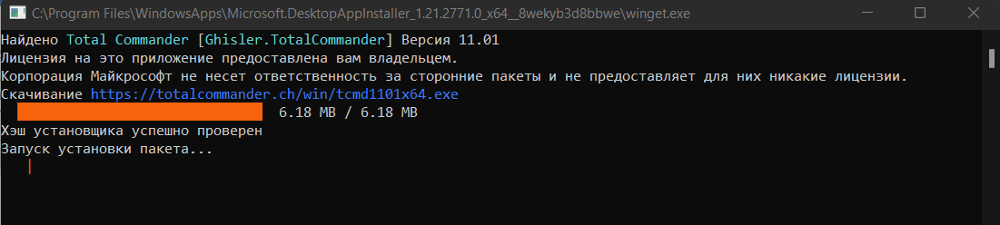 C:\Program Files\WindowsApps\Microsoft.DesktopAppInstaller_1.21.2771.0_x64__8wekyb3d8bbwe\winget.exe
Найдено Total Commander [Ghisler.TotalCommander] Версия 11.01
Лицензия на это приложение предоставлена вам владельцем.
Корпорация Майкрософт не несет ответственность за сторонние пакеты и не предоставляет для них никакие лицензии.
Скачивание https://totalcommander.ch/win/tcmd1101x64.exe
6.18 MB / 6.18 MB
Хэш установщика успешно проверен
Запуск установки пакета...